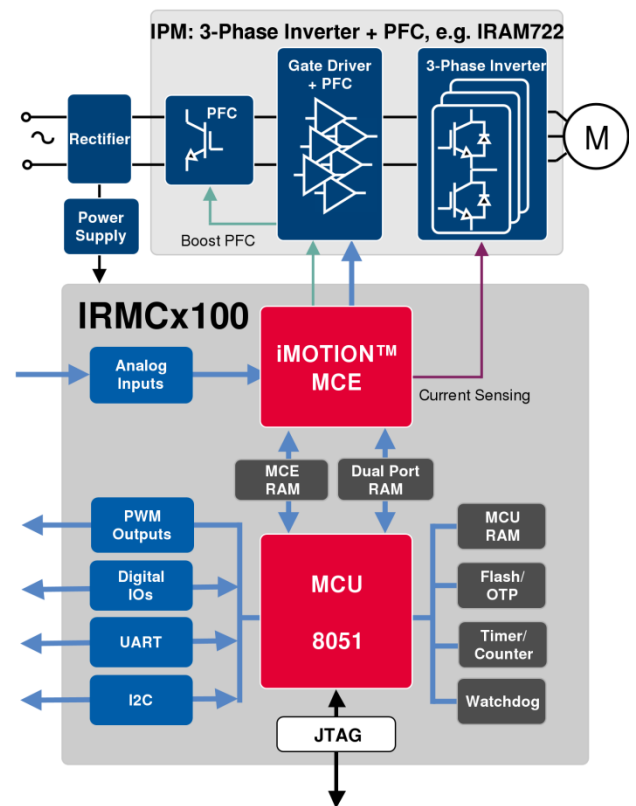 IPM: 3-Phase Inverter + PFC, e.g. IRAM722
Gate Driver
+ PFC
3-Phase Inverter
PFC
Rectifier
M
Power
Supply
Boost PFC
IRMCx100
iMOTION™
MCE
Analog
Inputs
Current Sensing
MCE
RAM
Dual Port
RAM
PWM
Outputs
MCU
RAM
Digital
IOs
MCU
8051
Flash/
OTP
UART
Timer/
Counter
I2C
Watchdog
JTAG